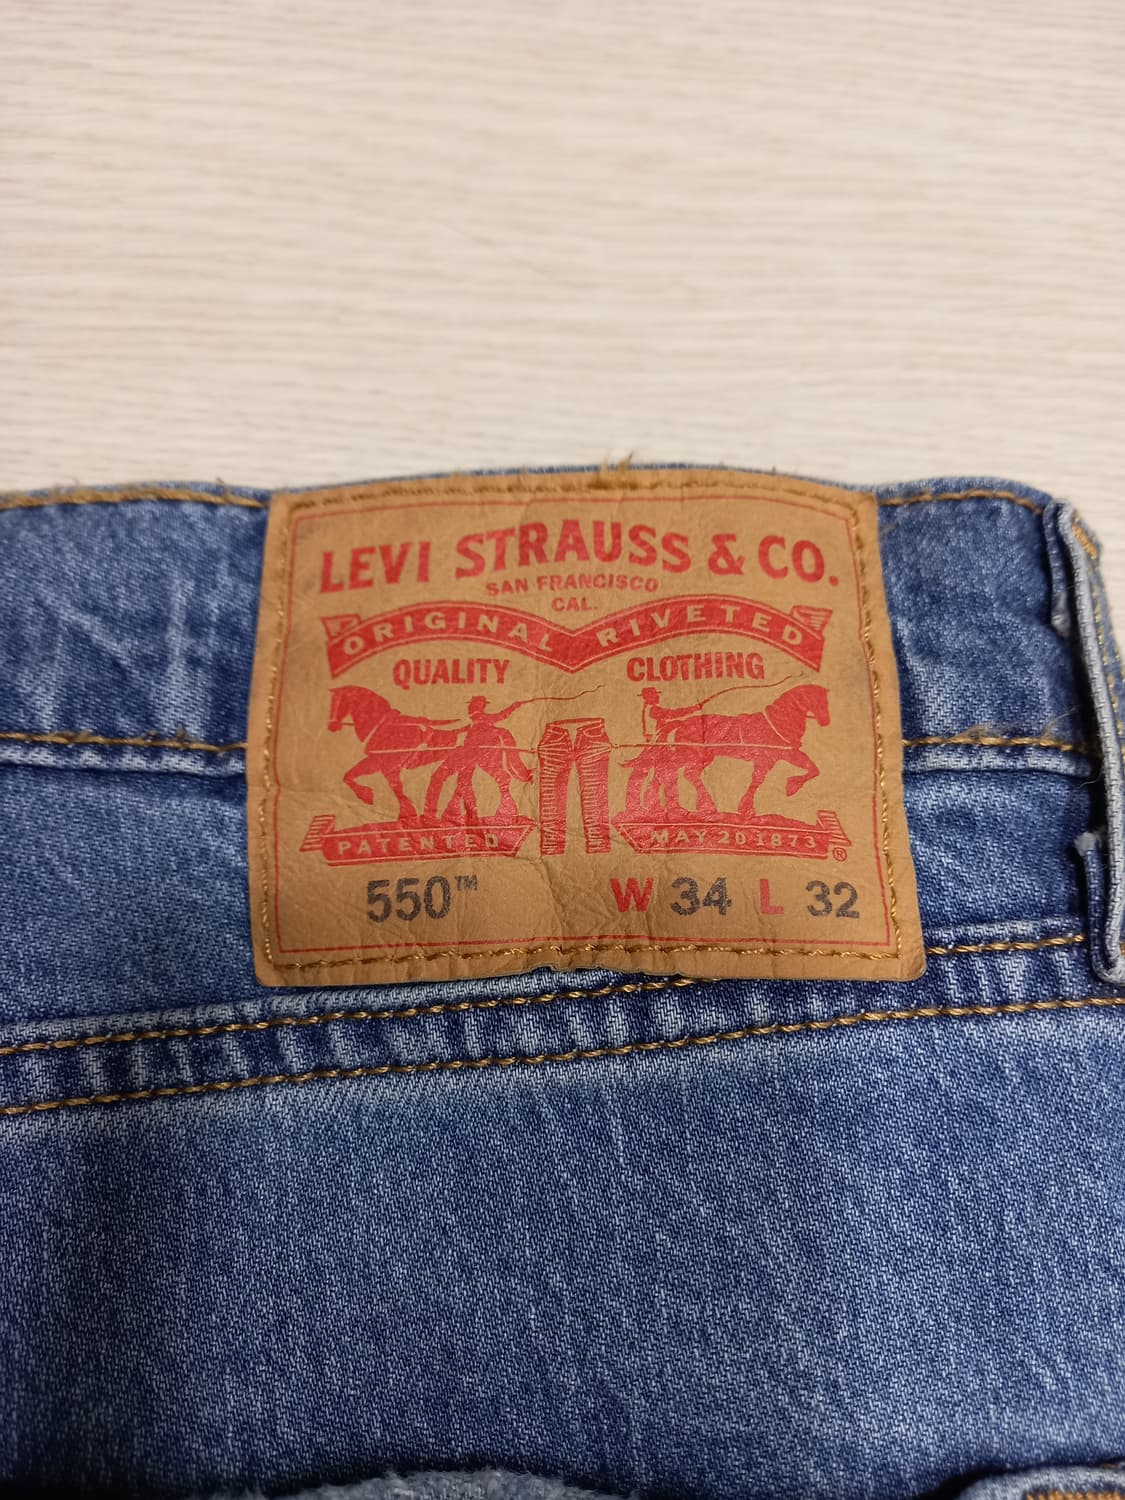 LEVI STRAUSS & CO.
SAN FRANCISCO
CAL.
ORIGINAL RIVETED
QUALITY CLOTHING
PATENTED MAY 20 1873 ®
550™ W 34 L 32